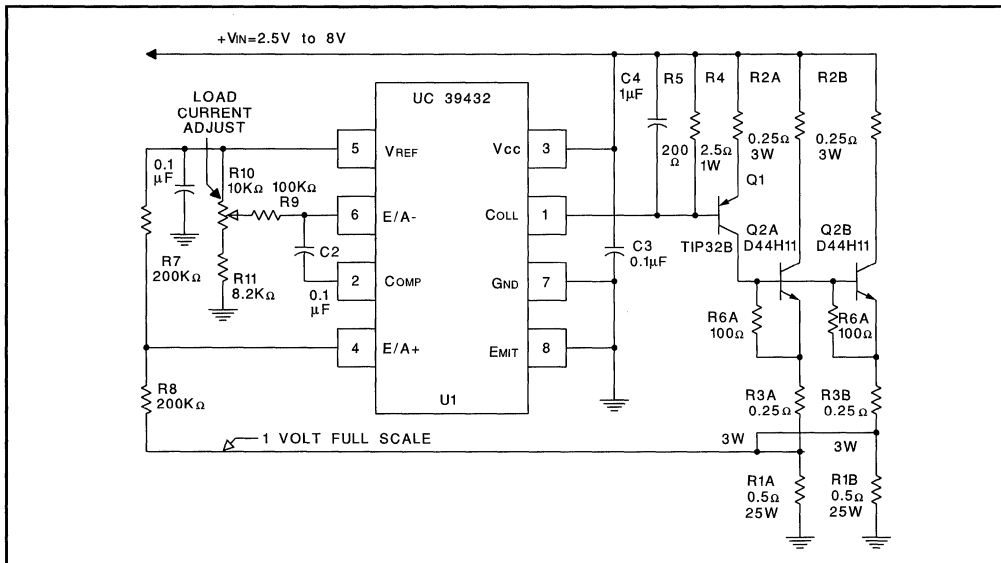 +VIN=2.5V to 8V
LOAD
CURRENT
ADJUST
0.1
μF
R10
10KΩ
100KΩ
R9
R7
200KΩ
R11
8.2KΩ
C2
0.1
μF
R8
200KΩ
1 VOLT FULL SCALE
UC 39432
5 VREF
6 E/A-
2 COMP
4 E/A+
VCC 3
COLL 1
GND 7
EMIT 8
U1
C4
1μF
R5
R4
R2A
R2B
200
Ω
2.5Ω
1W
0.25Ω
3W
0.25Ω
3W
Q1
TIP32B
C3
0.1μF
Q2A
D44H11
Q2B
D44H11
R6A
100Ω
R6A
100Ω
R3A
0.25Ω
R3B
0.25Ω
3W
3W
R1A
0.5Ω
25W
R1B
0.5Ω
25W